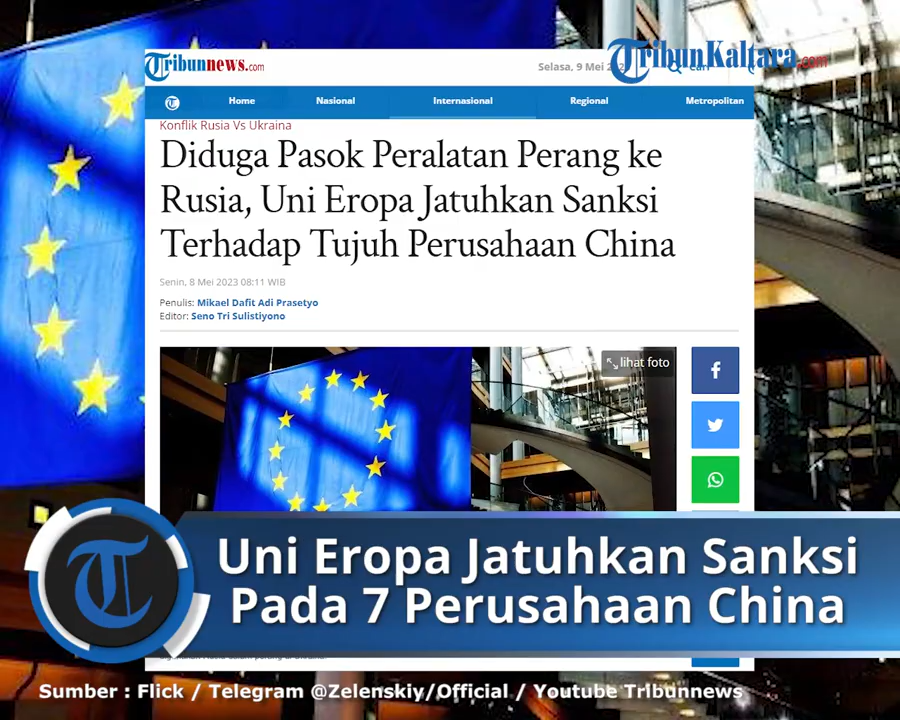 Tribunnews.com
Selasa, 9 Mei
TribunKaltara.com
Cari
Home Nasional Internasional Regional Metropolitan
Konflik Rusia Vs Ukraina
Diduga Pasok Peralatan Perang ke
Rusia, Uni Eropa Jatuhkan Sanksi
Terhadap Tujuh Perusahaan China
Senin, 8 Mei 2023 08:11 WIB
Penulis: Mikael Dafit Adi Prasetyo
Editor: Seno Tri Sulistiyono
lihat foto
Uni Eropa Jatuhkan Sanksi
Pada 7 Perusahaan China
Sumber : Flick / Telegram @Zelenskiy/Official / Youtube Tribunnews